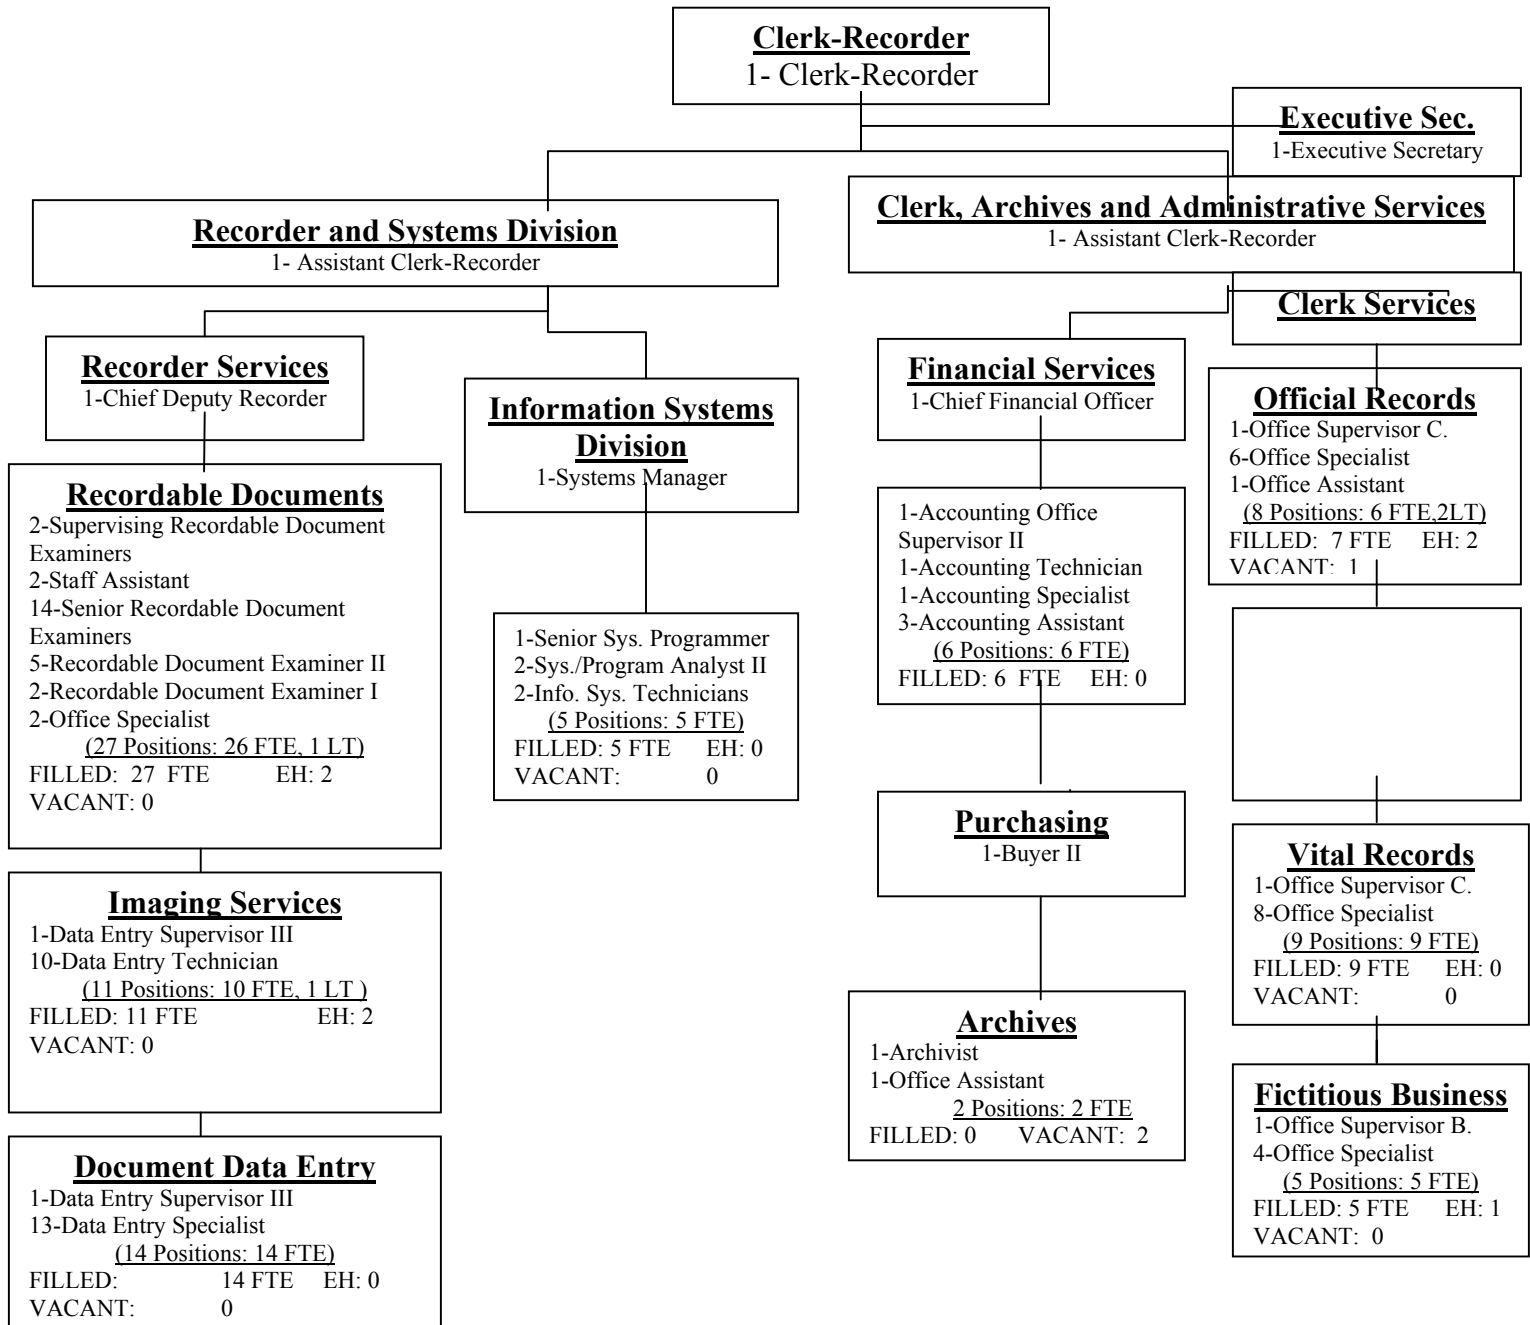 Clerk-Recorder
1- Clerk-Recorder
Executive Sec.
1-Executive Secretary
Recorder and Systems Division
1- Assistant Clerk-Recorder
Clerk, Archives and Administrative Services
1- Assistant Clerk-Recorder
Recorder Services
1-Chief Deputy Recorder
Recordable Documents
2-Supervising Recordable Document
Examiners
2-Staff Assistant
14-Senior Recordable Document
Examiners
5-Recordable Document Examiner II
2-Recordable Document Examiner I
2-Office Specialist
(27 Positions: 26 FTE, 1 LT)
FILLED: 27 FTE EH: 2
VACANT: 0
Imaging Services
1-Data Entry Supervisor III
10-Data Entry Technician
(11 Positions: 10 FTE, 1 LT )
FILLED: 11 FTE EH: 2
VACANT: 0
Document Data Entry
1-Data Entry Supervisor III
13-Data Entry Specialist
(14 Positions: 14 FTE)
FILLED: 14 FTE EH: 0
VACANT: 0
Information Systems
Division
1-Systems Manager
1-Senior Sys. Programmer
2-Sys./Program Analyst II
2-Info. Sys. Technicians
(5 Positions: 5 FTE)
FILLED: 5 FTE EH: 0
VACANT: 0
Financial Services
1-Chief Financial Officer
1-Accounting Office
Supervisor II
1-Accounting Technician
1-Accounting Specialist
3-Accounting Assistant
(6 Positions: 6 FTE)
FILLED: 6 FTE EH: 0
Purchasing
1-Buyer II
Archives
1-Archivist
1-Office Assistant
2 Positions: 2 FTE
FILLED: 0 VACANT: 2
Clerk Services
Official Records
1-Office Supervisor C.
6-Office Specialist
1-Office Assistant
(8 Positions: 6 FTE,2LT)
FILLED: 7 FTE EH: 2
VACANT: 1
Vital Records
1-Office Supervisor C.
8-Office Specialist
(9 Positions: 9 FTE)
FILLED: 9 FTE EH: 0
VACANT: 0
Fictitious Business
1-Office Supervisor B.
4-Office Specialist
(5 Positions: 5 FTE)
FILLED: 5 FTE EH: 1
VACANT: 0